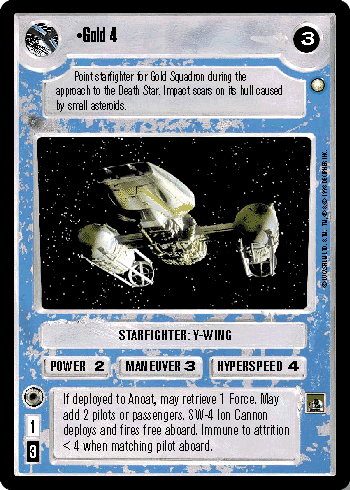 •Gold 4
3
Point starfighter for Gold Squadron during the
approach to the Death Star. Impact scars on its hull caused
by small asteroids.
STARFIGHTER: Y-WING
POWER 2 MANEUVER 3 HYPERSPEED 4
If deployed to Anoat, may retrieve 1 Force. May
add 2 pilots or passengers. SW-4 Ion Cannon
deploys and fires free aboard. Immune to attrition
< 4 when matching pilot aboard.
1
3